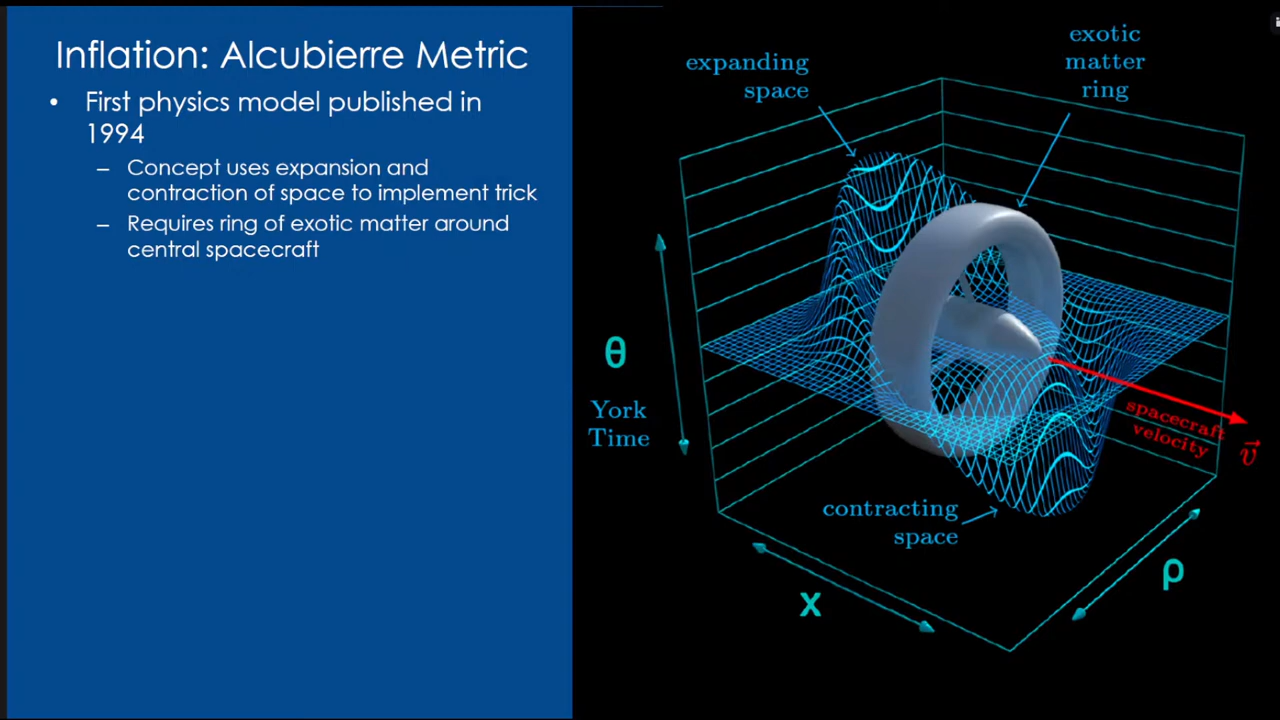 Inflation: Alcubierre Metric
• First physics model published in
1994
– Concept uses expansion and
contraction of space to implement trick
– Requires ring of exotic matter around
central spacecraft
expanding
space
exotic
matter
ring
θ
York
Time
spacecraft
velocity
v⃗
contracting
space
x
ρ